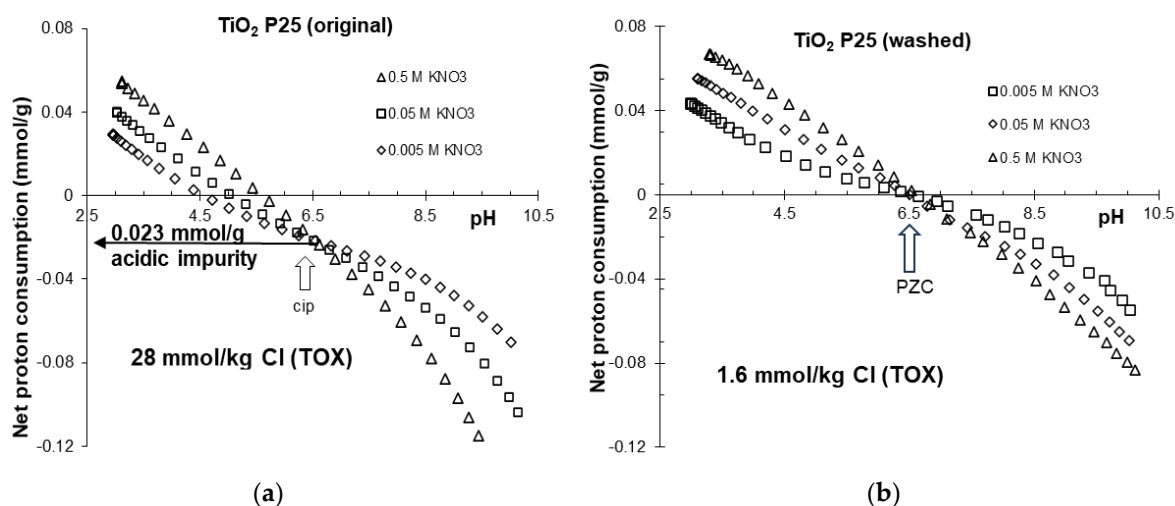 TiO₂ P25 (original)
0.5 M KNO3
0.05 M KNO3
0.005 M KNO3
Net proton consumption (mmol/g)
0.08
0.04
0
-0.04
-0.08
-0.12
2.5
4.5
6.5
8.5
10.5
pH
0.023 mmol/g
acidic impurity
cip
28 mmol/kg Cl (TOX)
(a)
TiO₂ P25 (washed)
0.005 M KNO3
0.05 M KNO3
0.5 M KNO3
Net proton consumption (mmol/g)
0.08
0.04
0
-0.04
-0.08
-0.12
2.5
4.5
6.5
8.5
10.5
pH
PZC
1.6 mmol/kg Cl (TOX)
(b)